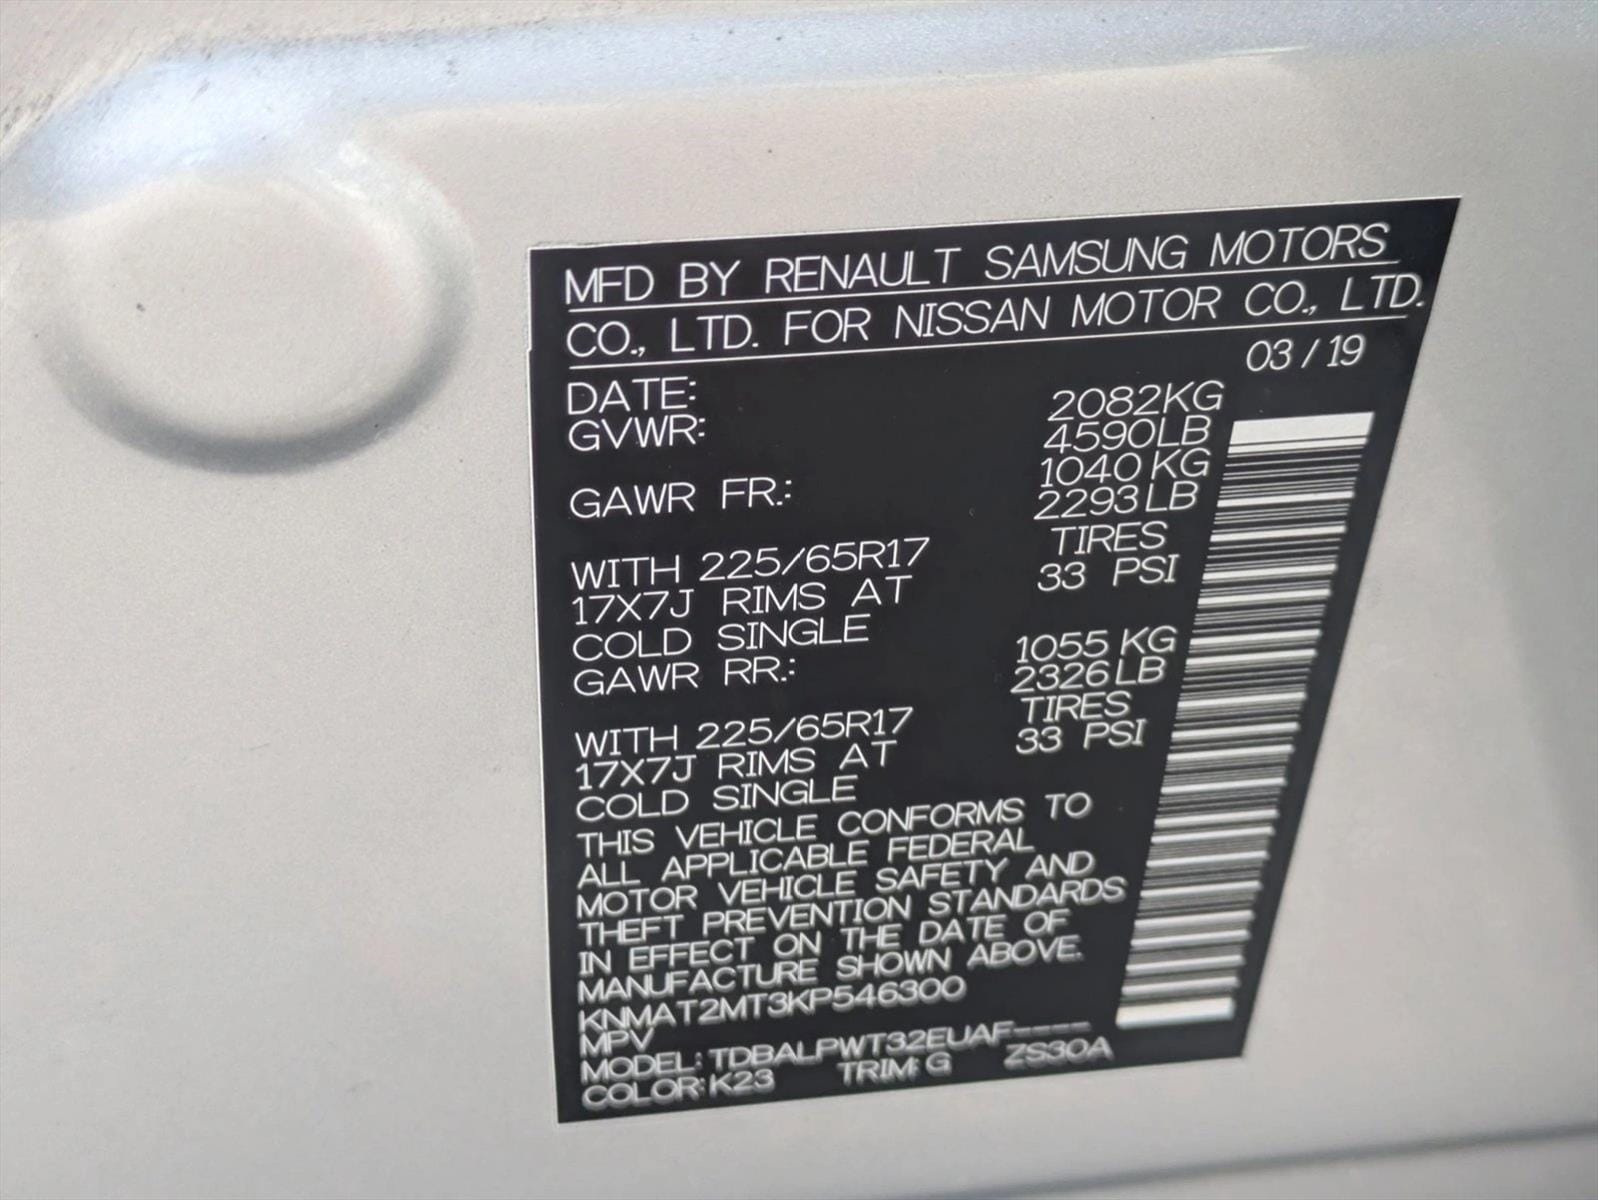 MFD BY RENAULT SAMSUNG MOTORS
CO., LTD. FOR NISSAN MOTOR CO., LTD.
DATE: 03 / 19
GVWR: 2082KG
4590LB
GAWR FR.: 1040 KG
2293 LB
WITH 225/65R17 TIRES
17X7J RIMS AT 33 PSI
COLD SINGLE
GAWR RR.: 1055 KG
2326 LB
WITH 225/65R17 TIRES
17X7J RIMS AT 33 PSI
COLD SINGLE
THIS VEHICLE CONFORMS TO
ALL APPLICABLE FEDERAL
MOTOR VEHICLE SAFETY AND
THEFT PREVENTION STANDARDS
IN EFFECT ON THE DATE OF
MANUFACTURE SHOWN ABOVE.
KNMAT2MT3KP546300
MPV
MODEL: TDBALPWT32EUAF----
COLOR: K23 TRIM: G ZS30A